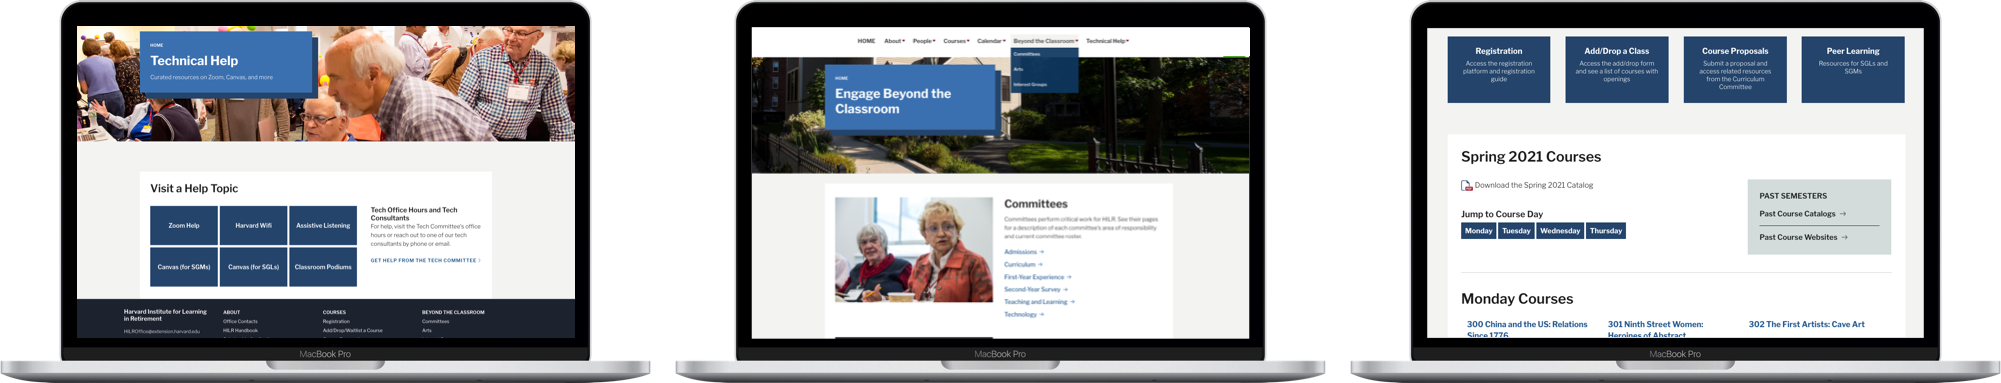 HOME
Technical Help
Curated resources on Zoom, Canvas, and more
Visit a Help Topic
Zoom Help
Harvard Wifi
Assistive Listening
Canvas (for SGMs)
Canvas (for SGLs)
Classroom Podiums
Tech Office Hours and Tech
Consultants
For help, visit the Tech Committee's office
hours or reach out to one of our tech
consultants by phone or email.
GET HELP FROM THE TECH COMMITTEE
Harvard Institute for Learning
in Retirement
HILROffice@extension.harvard.edu
ABOUT
Office Contacts
HILR Handbook
COURSES
Registration
Add/Drop/Waitlist a Course
BEYOND THE CLASSROOM
Committees
Arts
MacBook Pro
HOME About People Courses Calendar Beyond the Classroom Technical Help
Committees
Arts
Interest Groups
HOME
Engage Beyond the
Classroom
Committees
Committees perform critical work for HILR. See their pages
for a description of each committee's area of responsibility
and current committee roster.
Admissions →
Curriculum →
First-Year Experience →
Second-Year Survey →
Teaching and Learning →
Technology →
MacBook Pro
Registration
Access the registration
platform and registration
guide
Add/Drop a Class
Access the add/drop form
and see a list of courses with
openings
Course Proposals
Submit a proposal and
access related resources
from the Curriculum
Committee
Peer Learning
Resources for SGLs and
SGMs
Spring 2021 Courses
Download the Spring 2021 Catalog
Jump to Course Day
Monday Tuesday Wednesday Thursday
PAST SEMESTERS
Past Course Catalogs →
Past Course Websites →
Monday Courses
300 China and the US: Relations
Since 1776
301 Ninth Street Women:
Heroines of Abstract
302 The First Artists: Cave Art
MacBook Pro